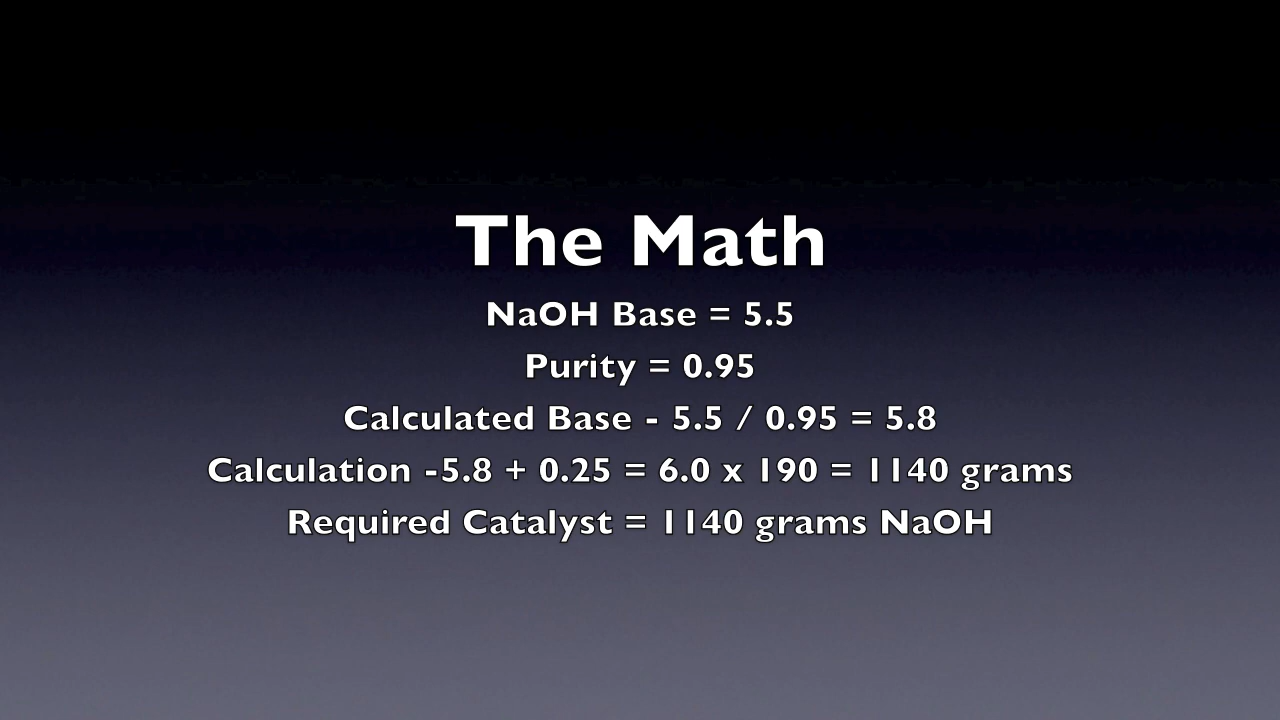 The Math
NaOH Base = 5.5
Purity = 0.95
Calculated Base - 5.5 / 0.95 = 5.8
Calculation -5.8 + 0.25 = 6.0 x 190 = 1140 grams
Required Catalyst = 1140 grams NaOH